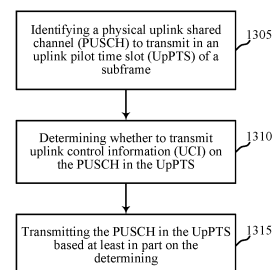 Identifying a physical uplink shared
channel (PUSCH) to transmit in an
uplink pilot time slot (UpPTS) of a
subframe
1305
Determining whether to transmit
uplink control information (UCI) on
the PUSCH in the UpPTS
1310
Transmitting the PUSCH in the UpPTS
based at least in part on the
determining
1315